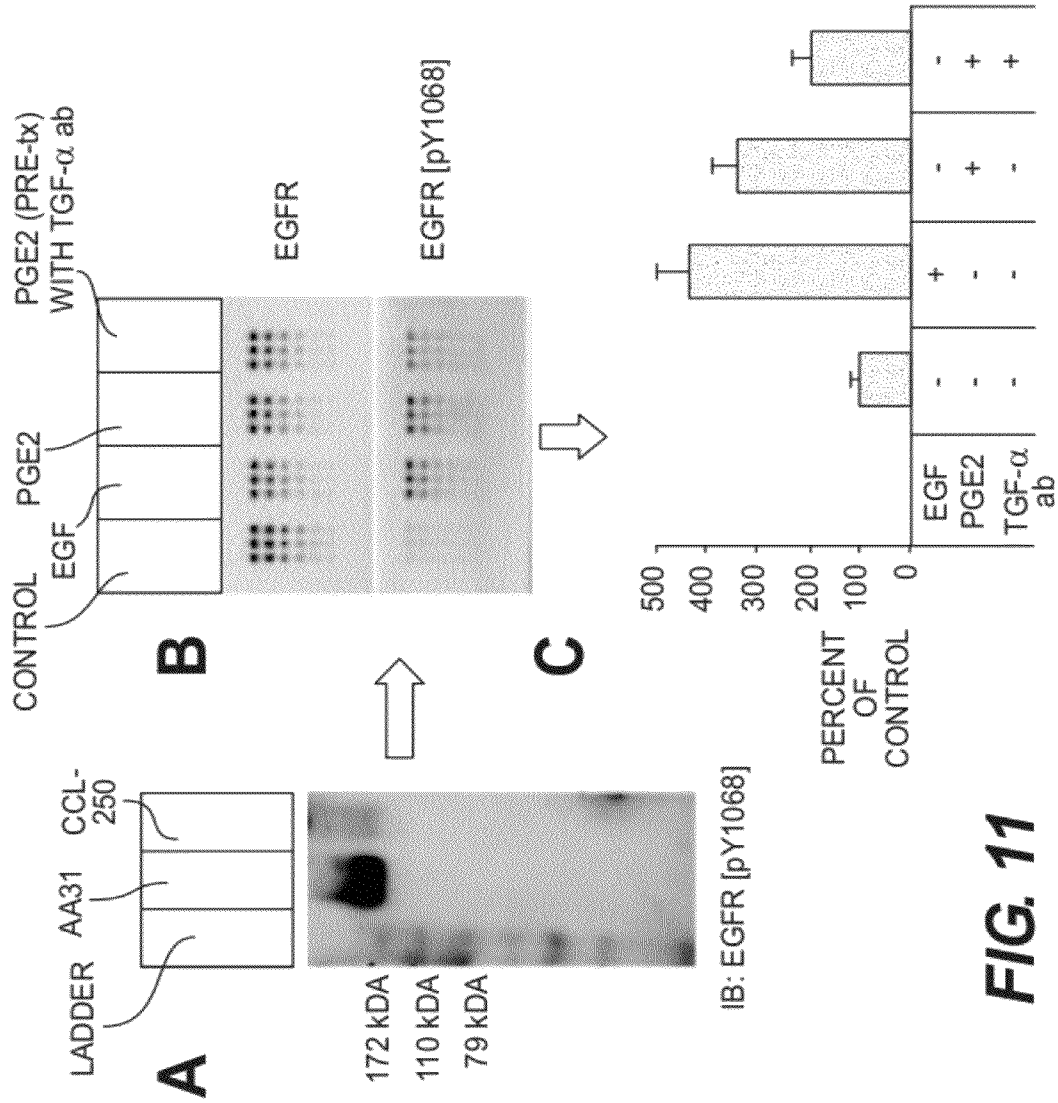 A
LADDER
AA31
CCL-
250
172 kDA
110 kDA
79 kDA
IB: EGFR [pY1068]
B
CONTROL
EGF
PGE2
PGE2 (PRE-tx)
WITH TGF-α ab
EGFR
EGFR [pY1068]
C
PERCENT
OF
CONTROL
500
400
300
200
100
0
EGF - + - -
PGE2 - - + +
TGF-α
ab - - - +
FIG. 11